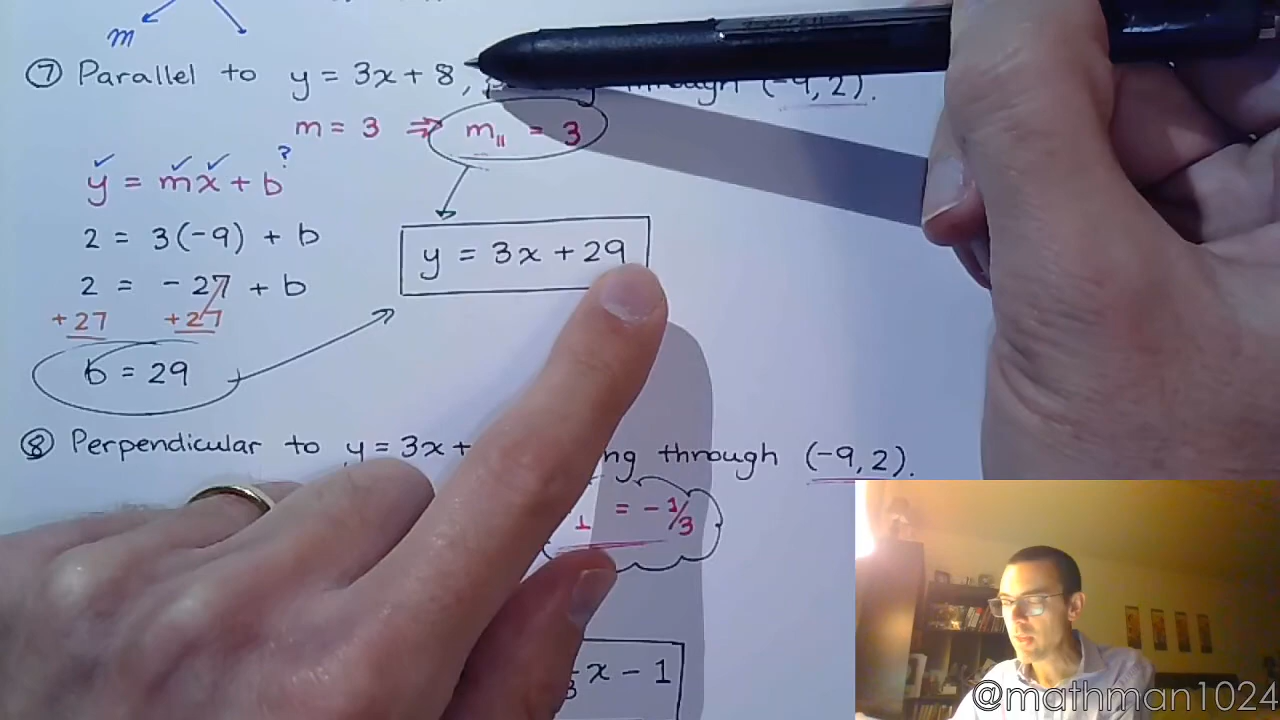 m
⑦ Parallel to y = 3x + 8, through (-9, 2).
m = 3 ⇒ m∥ = 3
?
y = mx + b
2 = 3(-9) + b
y = 3x + 29
2 = -27 + b
+27 +27
b = 29
⑧ Perpendicular to y = 3x + ng through (-9, 2).
⊥ = -1/3
x - 1
@mathman1024